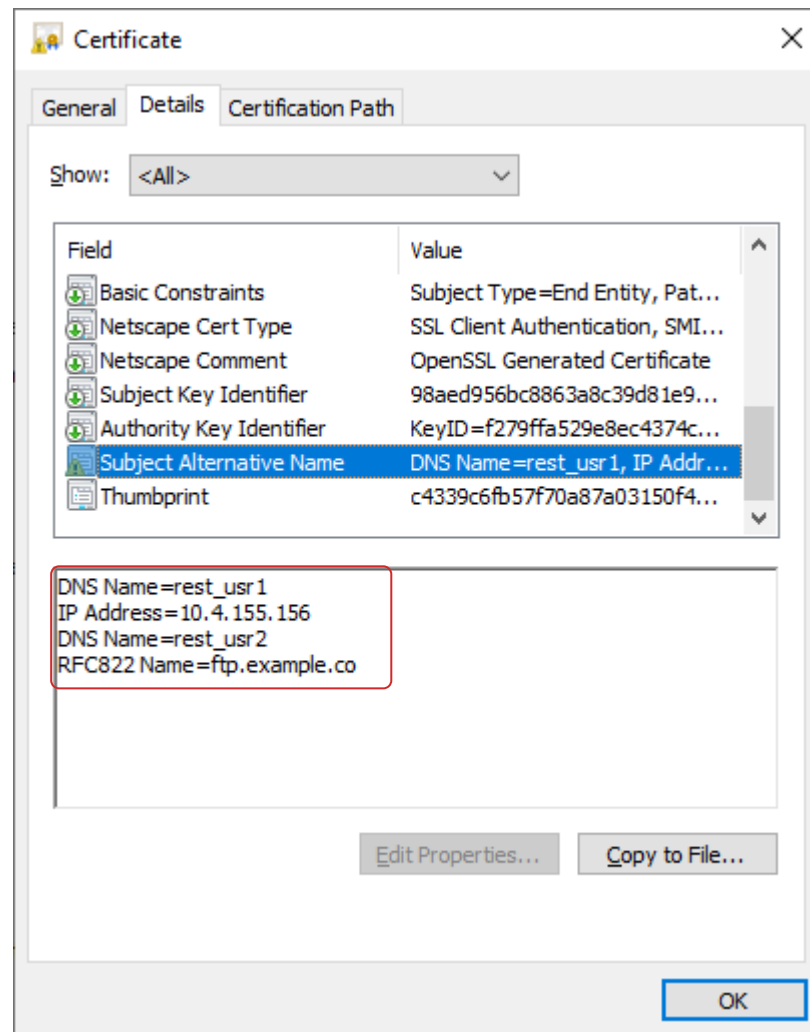 Certificate
General Details Certification Path
Show: <All>
Field Value
Basic Constraints Subject Type=End Entity, Pat...
Netscape Cert Type SSL Client Authentication, SMI...
Netscape Comment OpenSSL Generated Certificate
Subject Key Identifier 98aed956bc8863a8c39d81e9...
Authority Key Identifier KeyID=f279ffa529e8ec4374c...
Subject Alternative Name DNS Name=rest_usr1, IP Addr...
Thumbprint c4339c6fb57f70a87a03150f4...
DNS Name=rest_usr1
IP Address=10.4.155.156
DNS Name=rest_usr2
RFC822 Name=ftp.example.co
Edit Properties... Copy to File...
OK